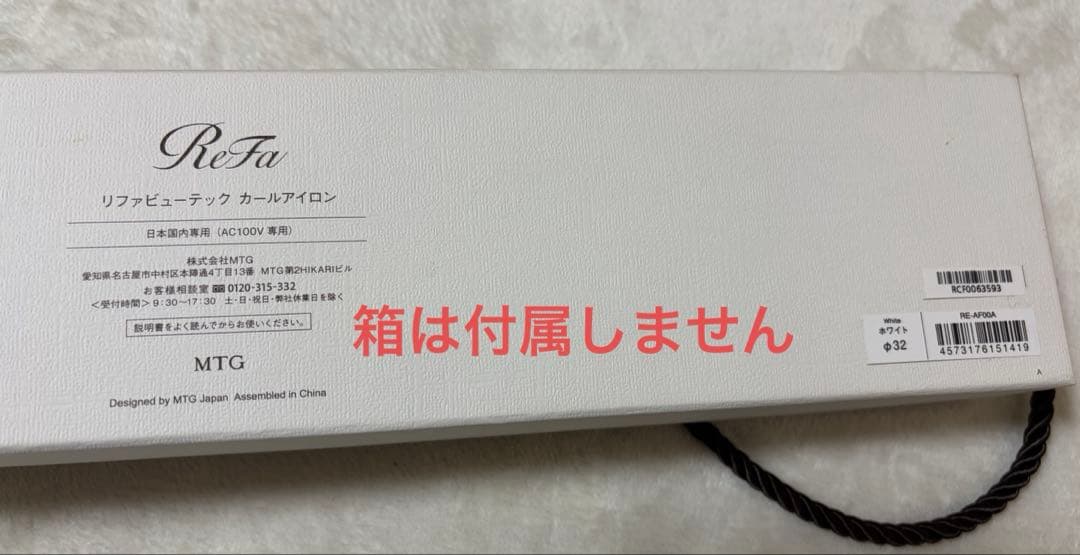 ReFa
リファビューテック カールアイロン
日本国内専用（AC100V 専用）
株式会社MTG
愛知県名古屋市中村区本陣通4丁目13番 MTG第2HIKARIビル
お客様相談室 0120-315-332
＜受付時間＞9:30〜17:30 土・日・祝日・弊社休業日を除く
説明書をよく読んでからお使いください。
MTG
Designed by MTG Japan Assembled in China
箱は付属しません
RCF0063593
White
ホワイト
Φ32
RE-AF00A
4573176151419
A